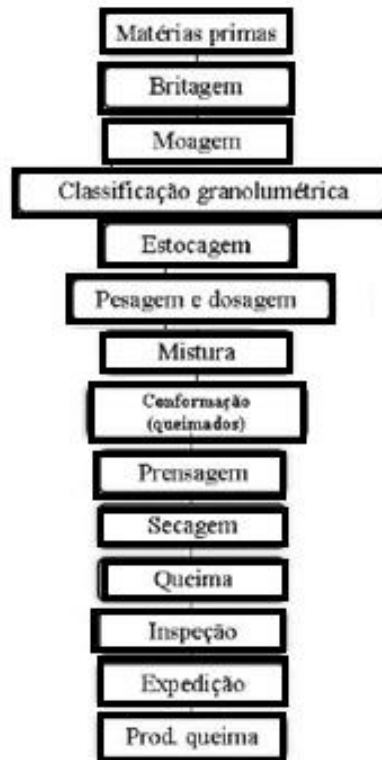 Matérias primas
Britagem
Moagem
Classificação granolumétrica
Estocagem
Pesagem e dosagem
Mistura
Conformação
(queimados)
Prensagem
Secagem
Queima
Inspeção
Expedição
Prod. queima